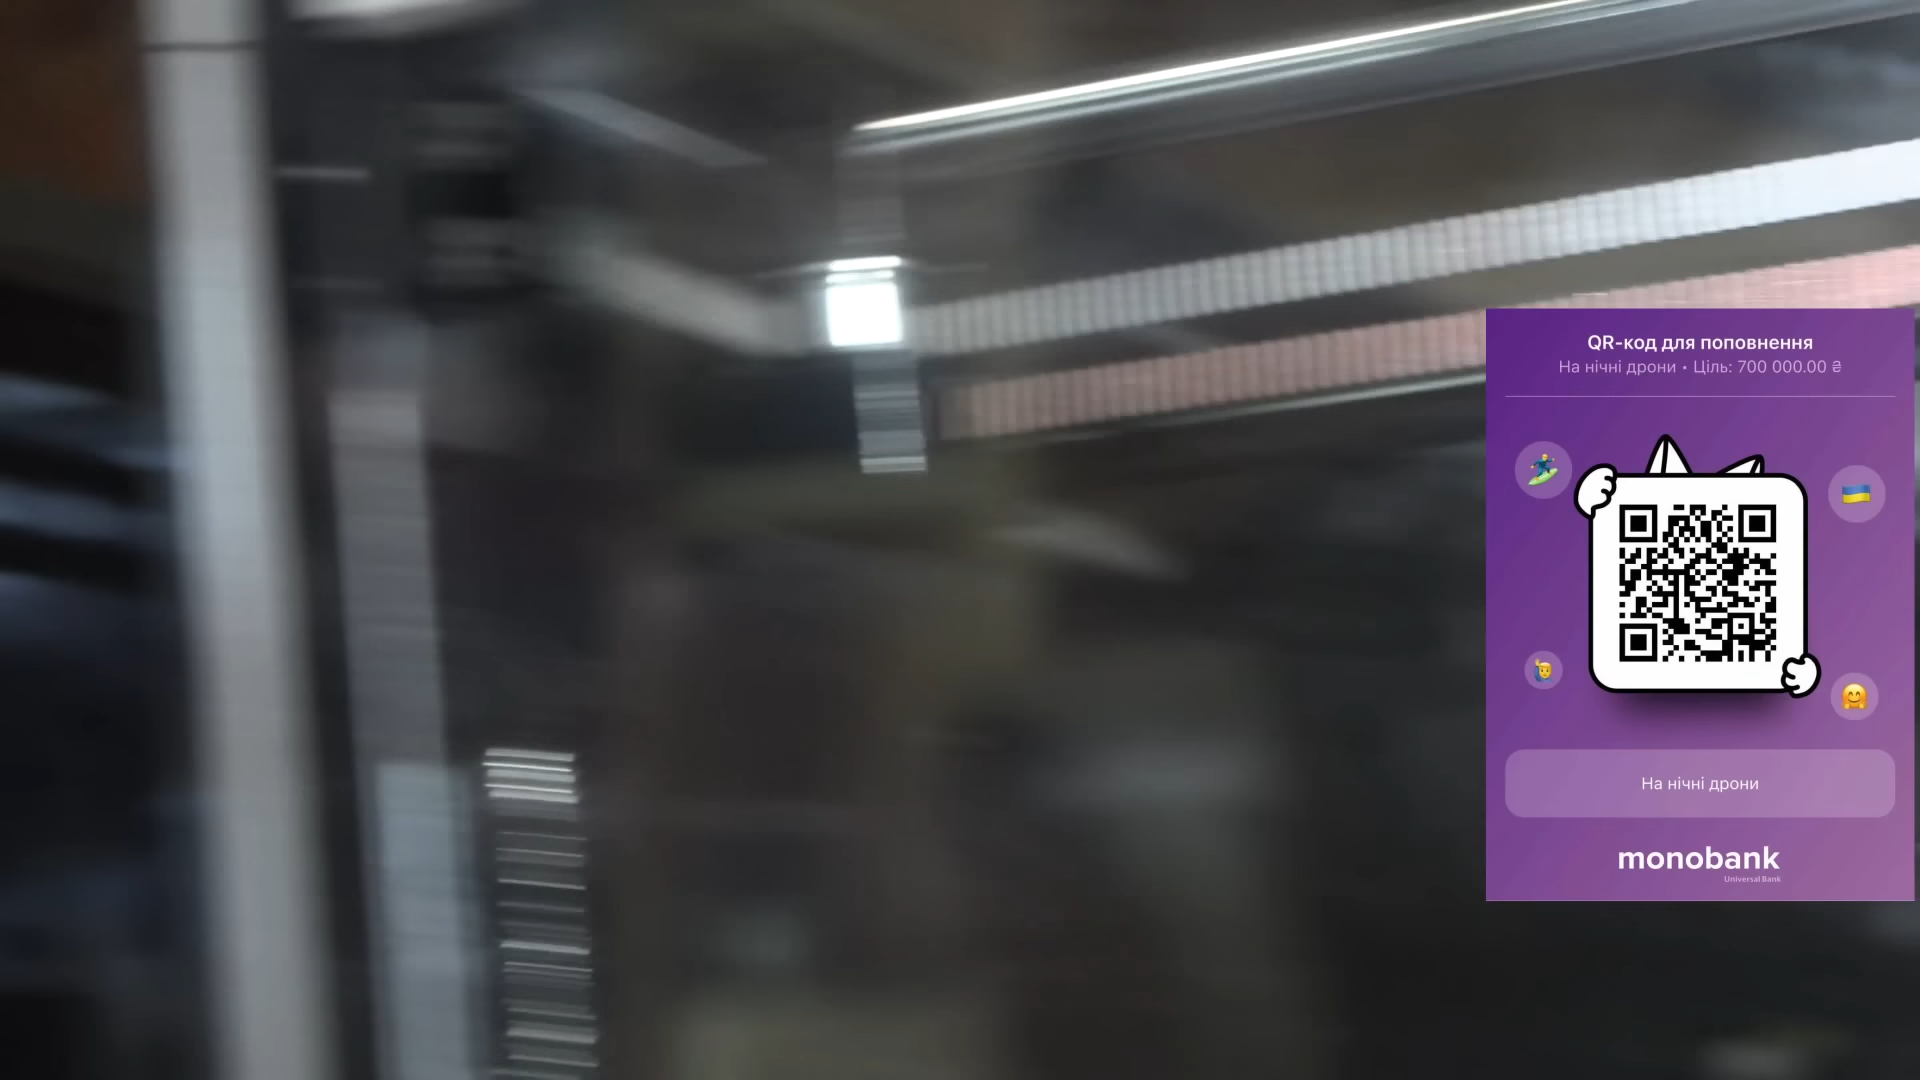 QR-код для поповнення
На нічні дрони • Ціль: 700 000.00 ₴
На нічні дрони
monobank
Universal Bank